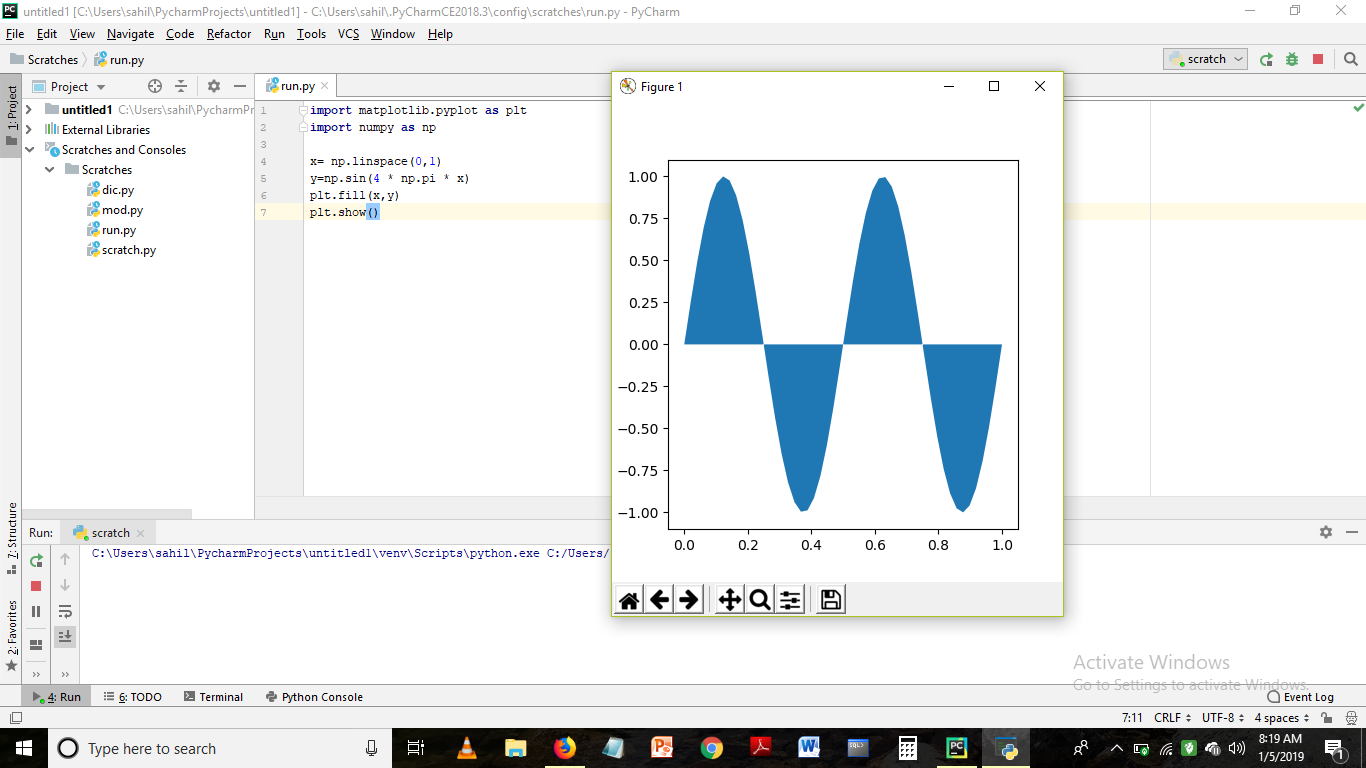 untitled1 [C:\Users\sahil\PycharmProjects\untitled1] - C:\Users\sahil\.PyCharmCE2018.3\config\scratches\run.py - PyCharm
File Edit View Navigate Code Refactor Run Tools VCS Window Help
Scratches run.py
scratch
1: Project
Project
run.py
untitled1 C:\Users\sahil\PycharmPr
External Libraries
Scratches and Consoles
Scratches
dic.py
mod.py
run.py
scratch.py
1 import matplotlib.pyplot as plt
2 import numpy as np
3
4 x= np.linspace(0,1)
5 y=np.sin(4 * np.pi * x)
6 plt.fill(x,y)
7 plt.show()
Figure 1
1.00
0.75
0.50
0.25
0.00
−0.25
−0.50
−0.75
−1.00
0.0 0.2 0.4 0.6 0.8 1.0
Z: Structure
2: Favorites
Run: scratch
C:\Users\sahil\PycharmProjects\untitled1\venv\Scripts\python.exe C:/Users/
Activate Windows
Go to Settings to activate Windows.
4: Run 6: TODO Terminal Python Console Event Log
7:11 CRLF UTF-8 4 spaces
Type here to search
8:19 AM
1/5/2019